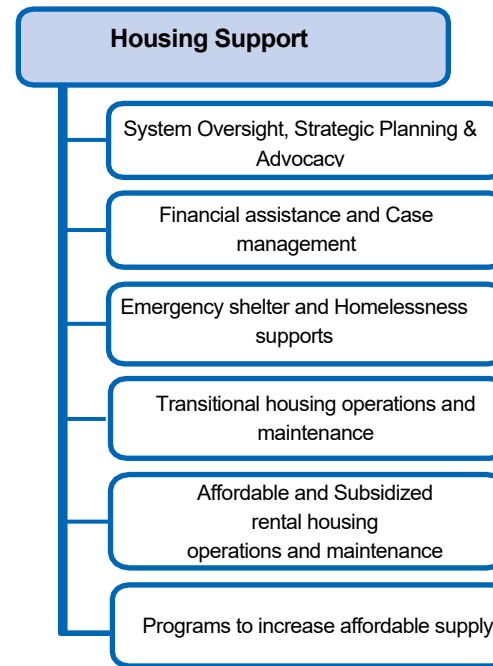 Housing Support
System Oversight, Strategic Planning &
Advocacy
Financial assistance and Case
management
Emergency shelter and Homelessness
supports
Transitional housing operations and
maintenance
Affordable and Subsidized
rental housing
operations and maintenance
Programs to increase affordable supply